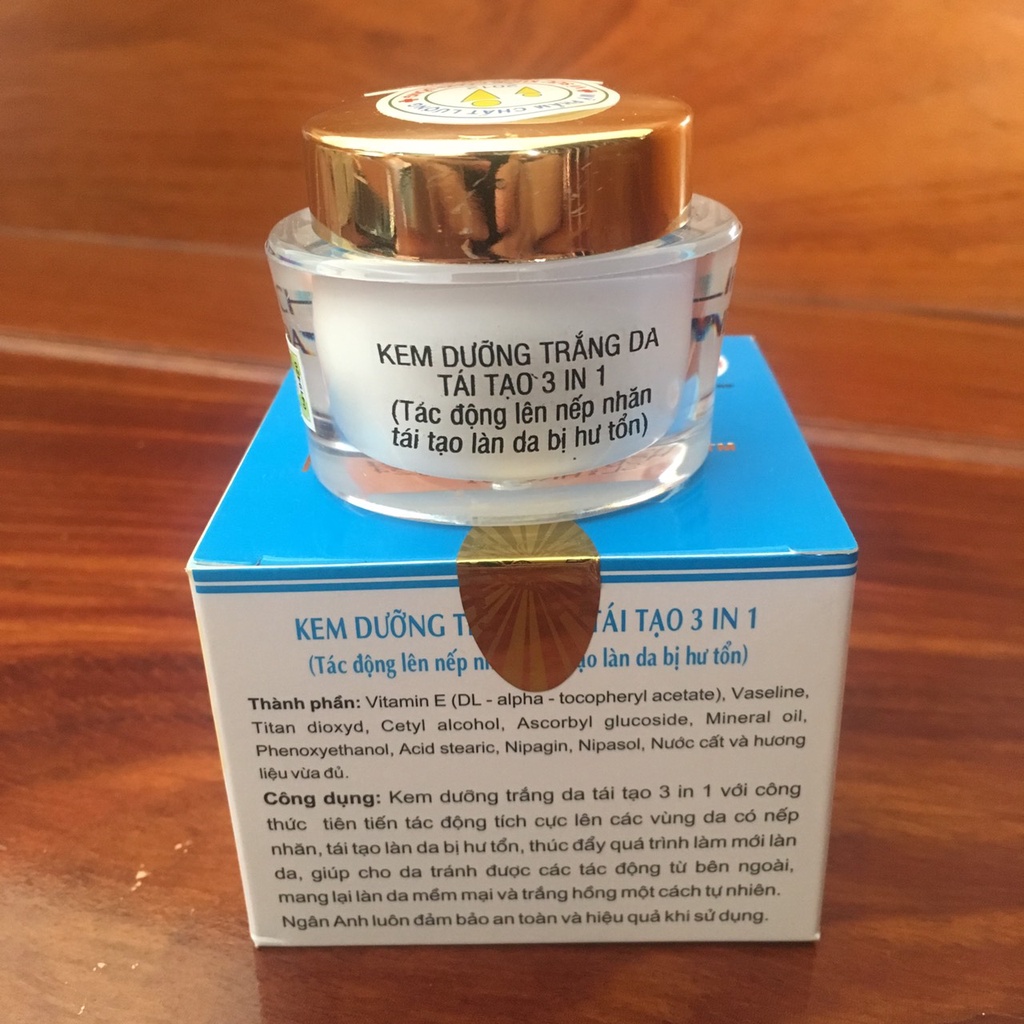 PHẨM CHẤT LƯỢNG
KEM DƯỠNG TRẮNG DA
TÁI TẠO 3 IN 1
(Tác động lên nếp nhăn
tái tạo làn da bị hư tổn)
KEM DƯỠNG TÁI TẠO 3 IN 1
(Tác động lên nếp làn da bị hư tổn)
Thành phần: Vitamin E (DL - alpha - tocopheryl acetate), Vaseline,
Titan dioxyd, Cetyl alcohol, Ascorbyl glucoside, Mineral oil,
Phenoxyethanol, Acid stearic, Nipagin, Nipasol, Nước cất và hương
liệu vừa đủ.
Công dụng: Kem dưỡng trắng da tái tạo 3 in 1 với công
thức tiên tiến tác động tích cực lên các vùng da có nếp
nhăn, tái tạo làn da bị hư tổn, thúc đẩy quá trình làm mới làn
da, giúp cho da tránh được các tác động từ bên ngoài,
mang lại làn da mềm mại và trắng hồng một cách tự nhiên.
Ngân Anh luôn đảm bảo an toàn và hiệu quả khi sử dụng.